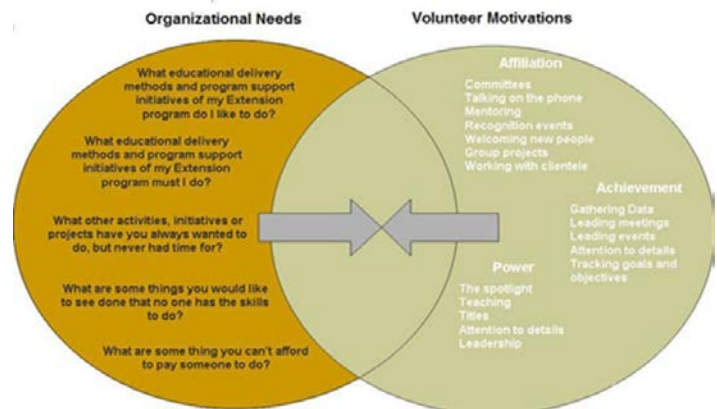 Organizational Needs
Volunteer Motivations
What educational delivery
methods and program support
initiatives of my Extension
program do I like to do?
What educational delivery
methods and program support
initiatives of my Extension
program must I do?
What other activities, initiatives or
projects have you always wanted to
do, but never had time for?
What are some things you would like
to see done that no one has the skills
to do?
What are some thing you can't afford
to pay someone to do?
Affiliation
Committees
Talking on the phone
Mentoring
Recognition events
Welcoming new people
Group projects
Working with clientele
Achievement
Gathering Data
Leading meetings
Leading events
Attention to details
Tracking goals and
objectives
Power
The spotlight
Teaching
Titles
Attention to details
Leadership